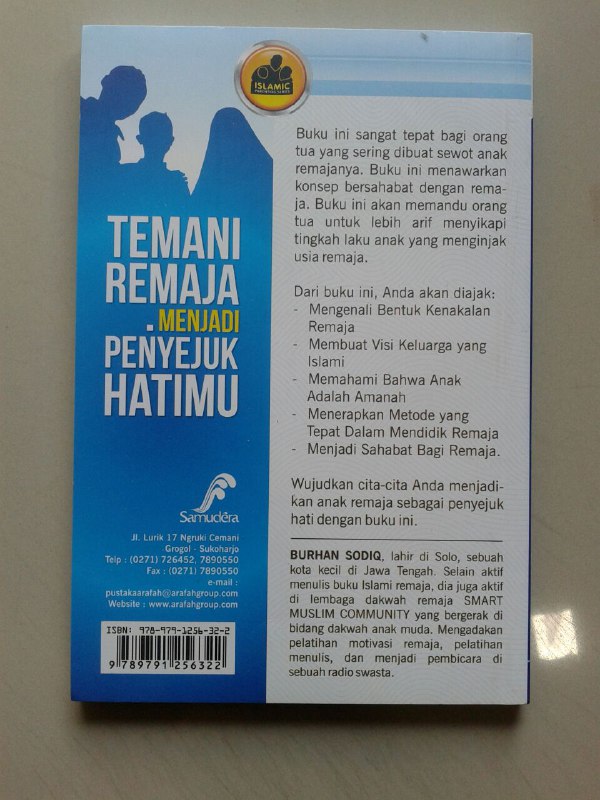 ISLAMIC
PARENTING SERIES
TEMANI
REMAJA
MENJADI
PENYEJUK
HATIMU
Samudera
Jl. Lurik 17 Ngruki Cemani
Grogol - Sukoharjo
Telp : (0271) 726452, 7890550
Fax : (0271) 7890550
e-mail :
pustakaarafah@arafahgroup.com
Website : www.arafahgroup.com
ISBN: 978-979-1256-32-2
9 789791 256322
Buku ini sangat tepat bagi orang
tua yang sering dibuat sewot anak
remajanya. Buku ini menawarkan
konsep bersahabat dengan rema-
ja. Buku ini akan memandu orang
tua untuk lebih arif menyikapi
tingkah laku anak yang menginjak
usia remaja.
Dari buku ini, Anda akan diajak:
- Mengenali Bentuk Kenakalan
Remaja
- Membuat Visi Keluarga yang
Islami
- Memahami Bahwa Anak
Adalah Amanah
- Menerapkan Metode yang
Tepat Dalam Mendidik Remaja
- Menjadi Sahabat Bagi Remaja.
Wujudkan cita-cita Anda menjadi-
kan anak remaja sebagai penyejuk
hati dengan buku ini.
BURHAN SODIQ, lahir di Solo, sebuah
kota kecil di Jawa Tengah. Selain aktif
menulis buku Islami remaja, dia juga aktif
di lembaga dakwah remaja SMART
MUSLIM COMMUNITY yang bergerak di
bidang dakwah anak muda. Mengadakan
pelatihan motivasi remaja, pelatihan
menulis, dan menjadi pembicara di
sebuah radio swasta.